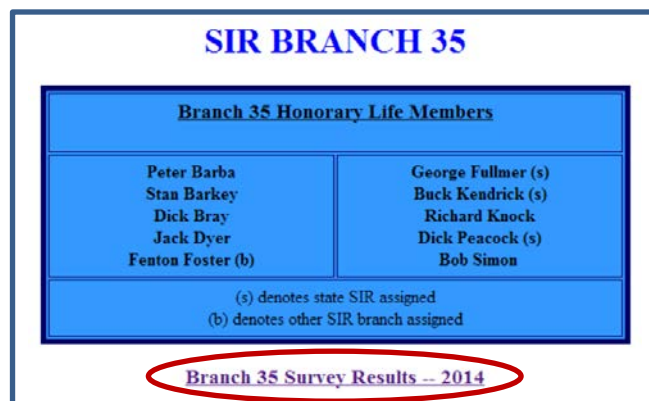 SIR BRANCH 35
Branch 35 Honorary Life Members
Peter Barba
Stan Barkey
Dick Bray
Jack Dyer
Fenton Foster (b)
George Fullmer (s)
Buck Kendrick (s)
Richard Knock
Dick Peacock (s)
Bob Simon
(s) denotes state SIR assigned
(b) denotes other SIR branch assigned
Branch 35 Survey Results -- 2014